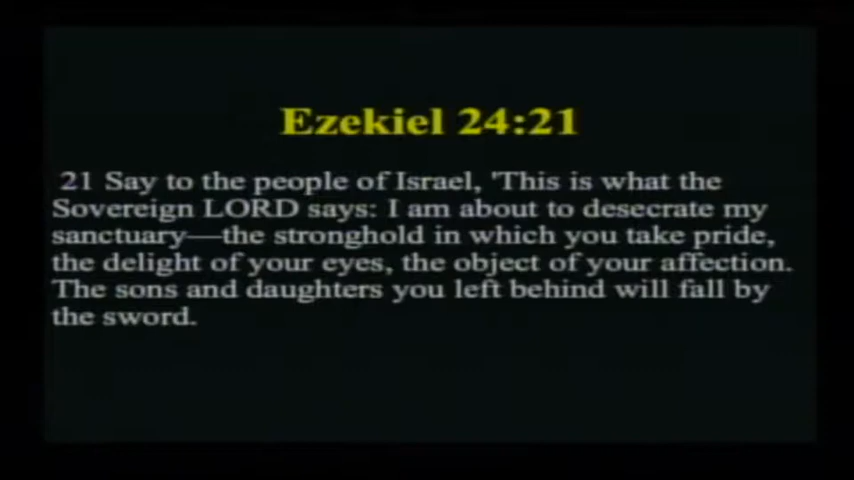 Ezekiel 24:21
21 Say to the people of Israel, 'This is what the
Sovereign LORD says: I am about to desecrate my
sanctuary—the stronghold in which you take pride,
the delight of your eyes, the object of your affection.
The sons and daughters you left behind will fall by
the sword.